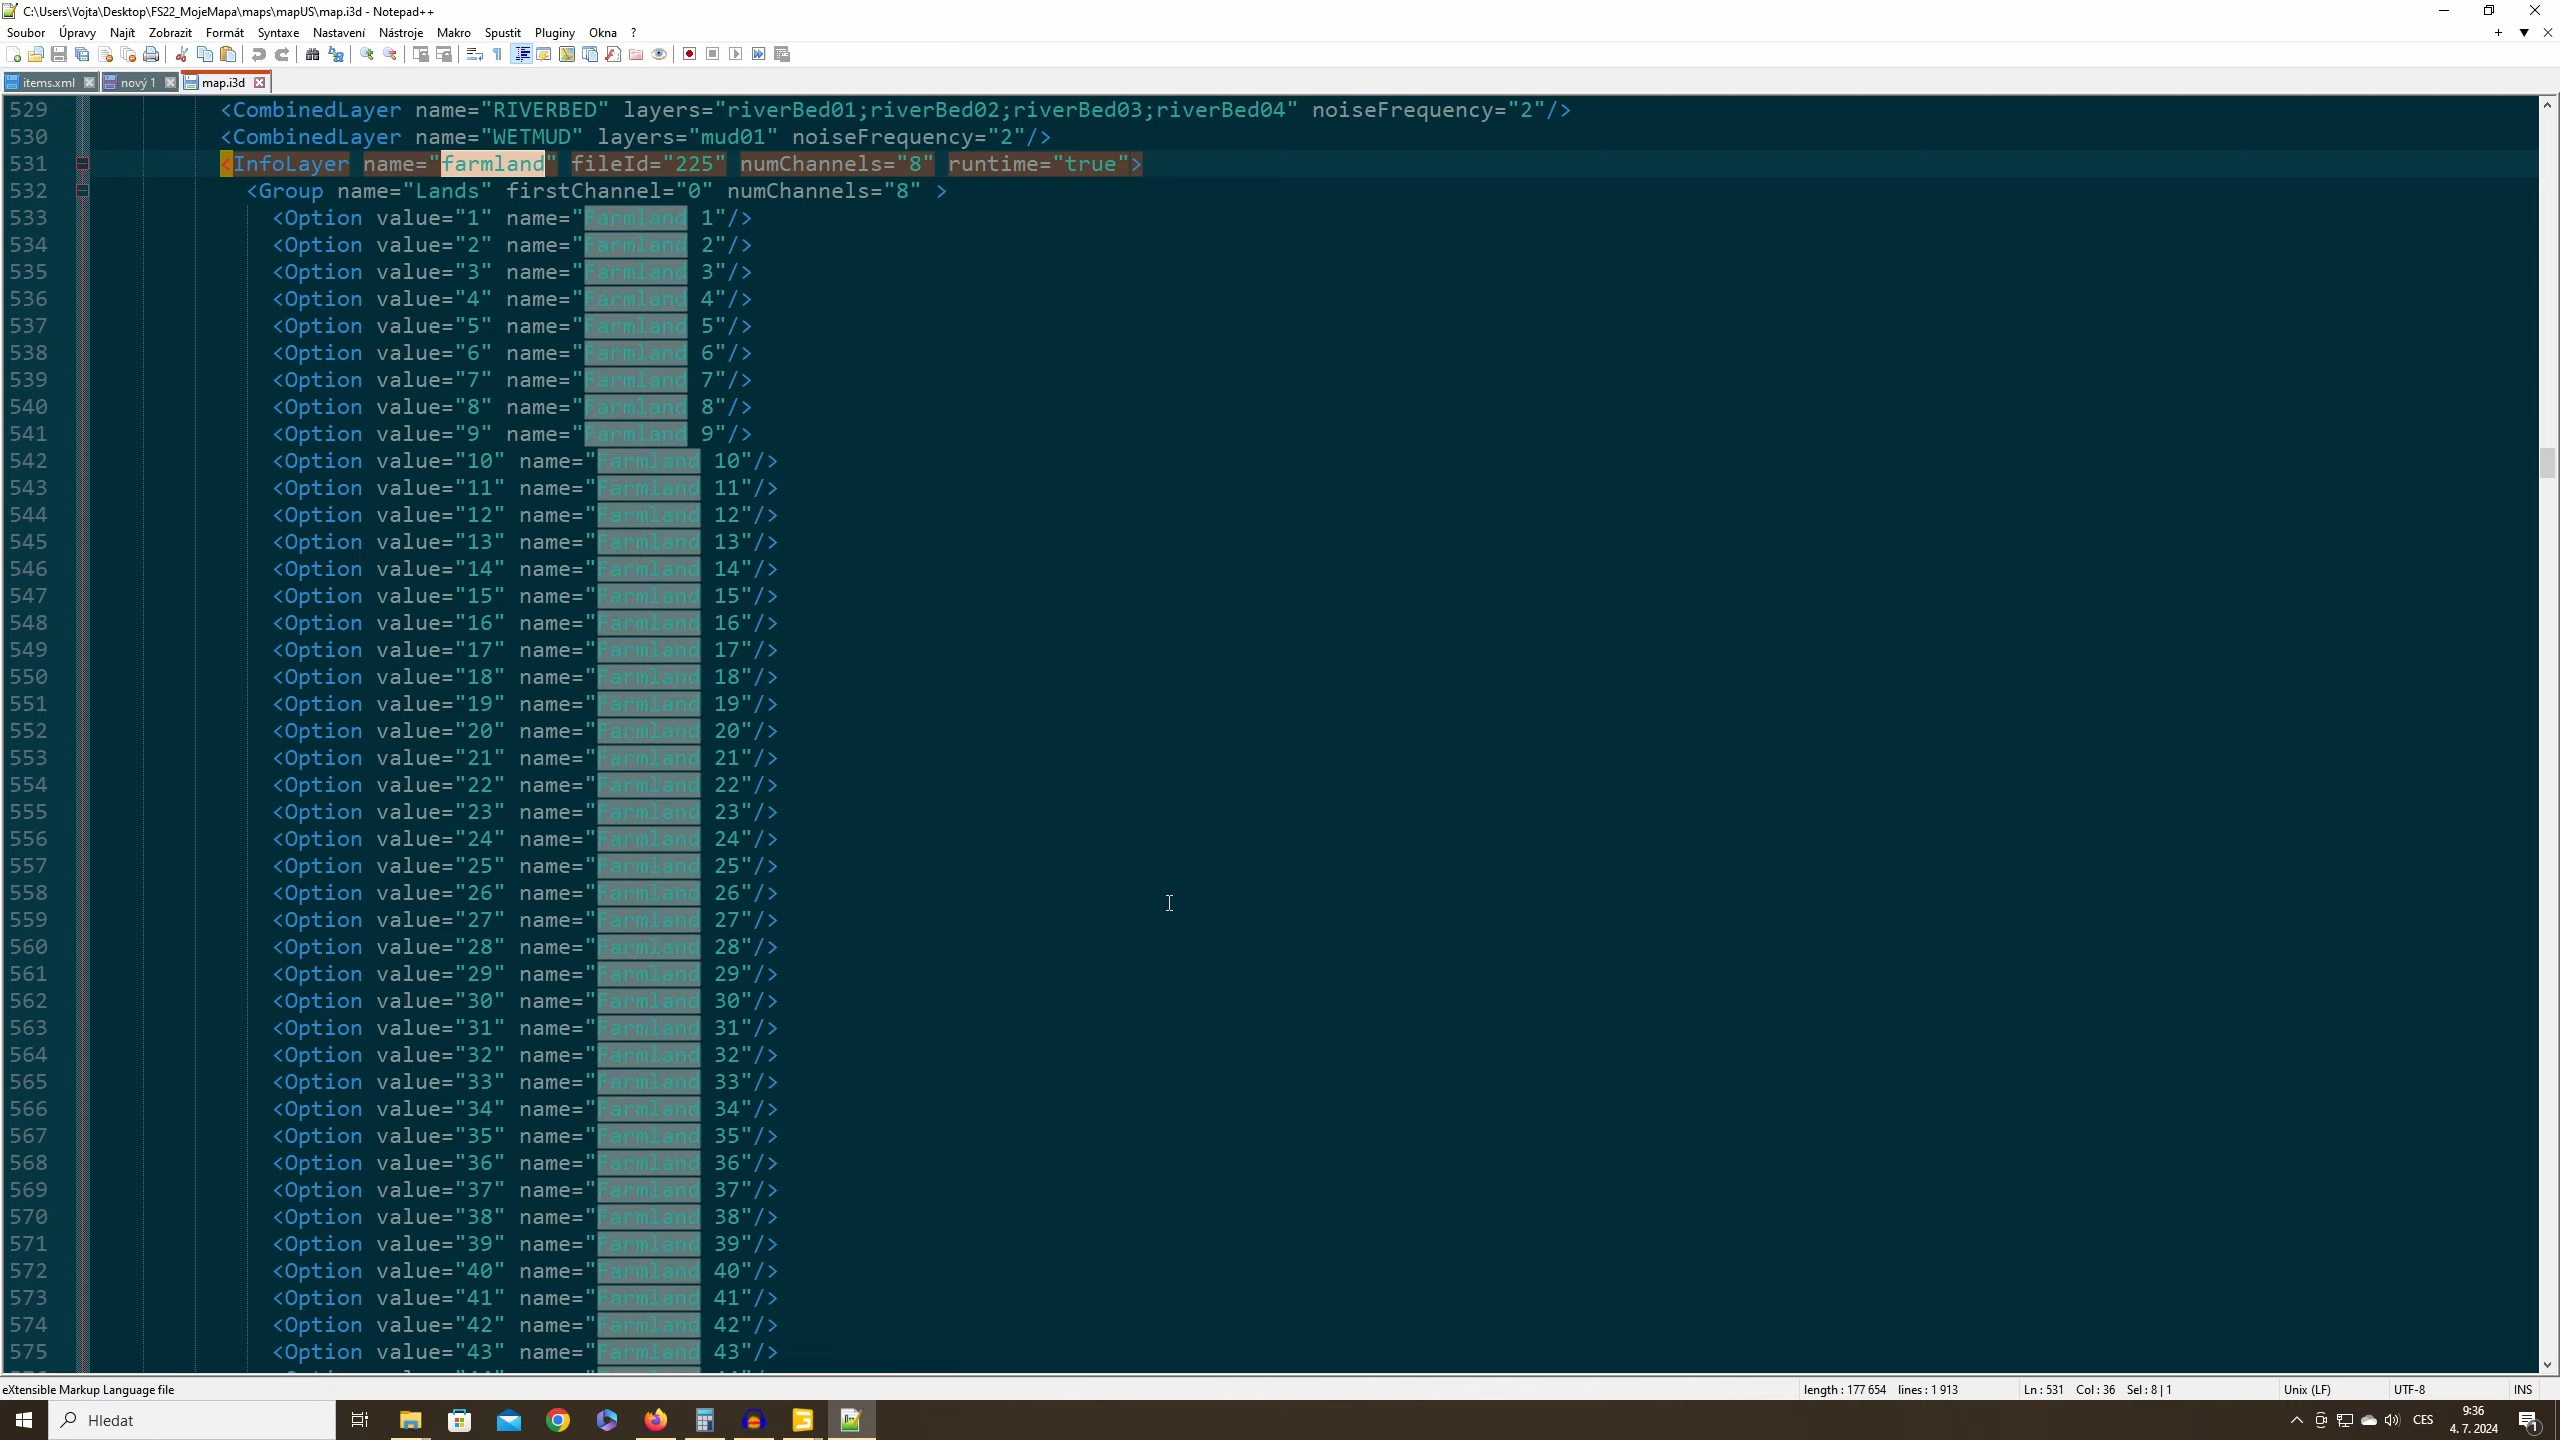 C:\Users\Vojta\Desktop\FS22_MojeMapa\maps\mapUS\map.i3d - Notepad++
Soubor Úpravy Najít Zobrazit Formát Syntaxe Nastavení Nástroje Makro Spustit Pluginy Okna ?
items.xml nový 1 map.i3d
529 <CombinedLayer name="RIVERBED" layers="riverBed01;riverBed02;riverBed03;riverBed04" noiseFrequency="2"/>
530 <CombinedLayer name="WETMUD" layers="mud01" noiseFrequency="2"/>
531 <InfoLayer name="farmland" fileId="225" numChannels="8" runtime="true">
532 <Group name="Lands" firstChannel="0" numChannels="8" >
533 <Option value="1" name="Farmland 1"/>
534 <Option value="2" name="Farmland 2"/>
535 <Option value="3" name="Farmland 3"/>
536 <Option value="4" name="Farmland 4"/>
537 <Option value="5" name="Farmland 5"/>
538 <Option value="6" name="Farmland 6"/>
539 <Option value="7" name="Farmland 7"/>
540 <Option value="8" name="Farmland 8"/>
541 <Option value="9" name="Farmland 9"/>
542 <Option value="10" name="Farmland 10"/>
543 <Option value="11" name="Farmland 11"/>
544 <Option value="12" name="Farmland 12"/>
545 <Option value="13" name="Farmland 13"/>
546 <Option value="14" name="Farmland 14"/>
547 <Option value="15" name="Farmland 15"/>
548 <Option value="16" name="Farmland 16"/>
549 <Option value="17" name="Farmland 17"/>
550 <Option value="18" name="Farmland 18"/>
551 <Option value="19" name="Farmland 19"/>
552 <Option value="20" name="Farmland 20"/>
553 <Option value="21" name="Farmland 21"/>
554 <Option value="22" name="Farmland 22"/>
555 <Option value="23" name="Farmland 23"/>
556 <Option value="24" name="Farmland 24"/>
557 <Option value="25" name="Farmland 25"/>
558 <Option value="26" name="Farmland 26"/>
559 <Option value="27" name="Farmland 27"/>
560 <Option value="28" name="Farmland 28"/>
561 <Option value="29" name="Farmland 29"/>
562 <Option value="30" name="Farmland 30"/>
563 <Option value="31" name="Farmland 31"/>
564 <Option value="32" name="Farmland 32"/>
565 <Option value="33" name="Farmland 33"/>
566 <Option value="34" name="Farmland 34"/>
567 <Option value="35" name="Farmland 35"/>
568 <Option value="36" name="Farmland 36"/>
569 <Option value="37" name="Farmland 37"/>
570 <Option value="38" name="Farmland 38"/>
571 <Option value="39" name="Farmland 39"/>
572 <Option value="40" name="Farmland 40"/>
573 <Option value="41" name="Farmland 41"/>
574 <Option value="42" name="Farmland 42"/>
575 <Option value="43" name="Farmland 43"/>
eXtensible Markup Language file length : 177 654 lines : 1 913 Ln : 531 Col : 36 Sel : 8 | 1 Unix (LF) UTF-8 INS
Hledat CES 9:36
4. 7. 2024